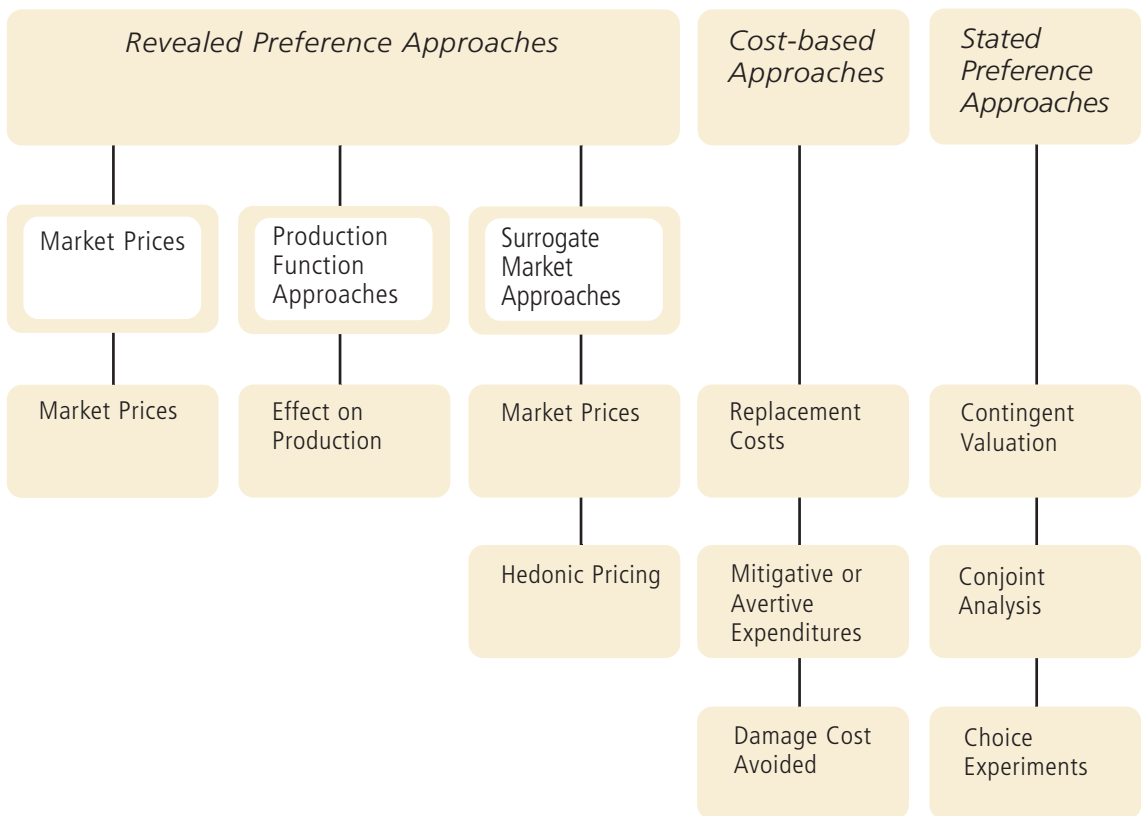 Revealed Preference Approaches
Cost-based
Approaches
Stated
Preference
Approaches
Market Prices
Production
Function
Approaches
Surrogate
Market
Approaches
Market Prices
Effect on
Production
Market Prices
Replacement
Costs
Contingent
Valuation
Hedonic Pricing
Mitigative or
Avertive
Expenditures
Conjoint
Analysis
Damage Cost
Avoided
Choice
Experiments